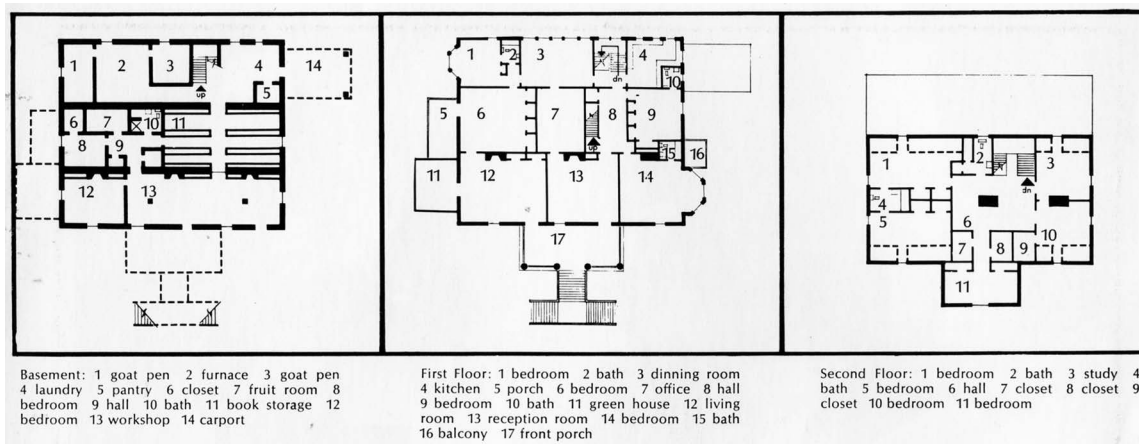 1
2
3
4
14
up
5
6
7
10
11
8
9
12
13
1
2
3
4
dn
10
5
6
7
8
9
up
15
16
11
12
13
14
17
1
2
3
4
dn
5
6
10
7
8
9
11
Basement: 1 goat pen 2 furnace 3 goat pen
4 laundry 5 pantry 6 closet 7 fruit room 8
bedroom 9 hall 10 bath 11 book storage 12
bedroom 13 workshop 14 carport
First Floor: 1 bedroom 2 bath 3 dinning room
4 kitchen 5 porch 6 bedroom 7 office 8 hall
9 bedroom 10 bath 11 green house 12 living
room 13 reception room 14 bedroom 15 bath
16 balcony 17 front porch
Second Floor: 1 bedroom 2 bath 3 study 4
bath 5 bedroom 6 hall 7 closet 8 closet 9
closet 10 bedroom 11 bedroom